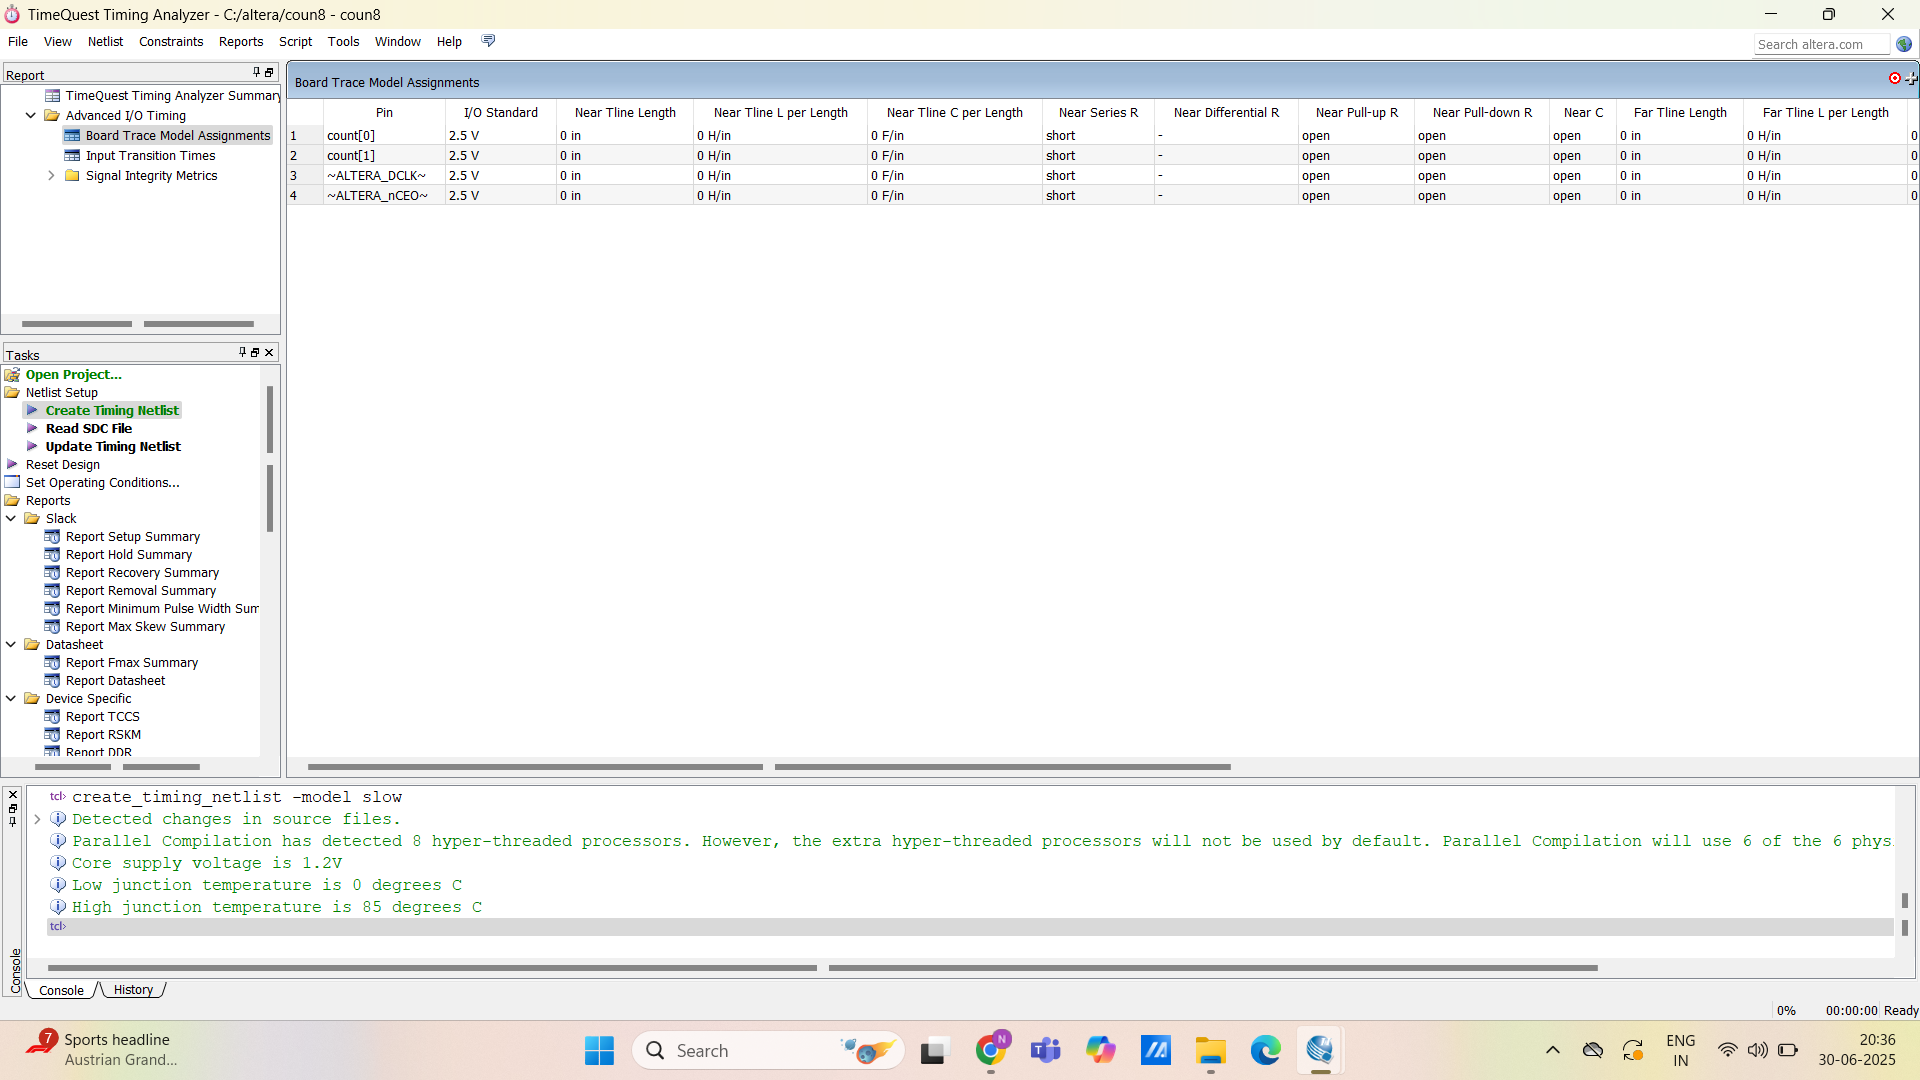 TimeQuest Timing Analyzer - C:/altera/coun8 - coun8
File View Netlist Constraints Reports Script Tools Window Help
Search altera.com
Report
TimeQuest Timing Analyzer Summary
Advanced I/O Timing
Board Trace Model Assignments
Input Transition Times
Signal Integrity Metrics
Tasks
Open Project...
Netlist Setup
Create Timing Netlist
Read SDC File
Update Timing Netlist
Reset Design
Set Operating Conditions...
Reports
Slack
Report Setup Summary
Report Hold Summary
Report Recovery Summary
Report Removal Summary
Report Minimum Pulse Width Sum
Report Max Skew Summary
Datasheet
Report Fmax Summary
Report Datasheet
Device Specific
Report TCCS
Report RSKM
Report DDR
Board Trace Model Assignments
Pin I/O Standard Near Tline Length Near Tline L per Length Near Tline C per Length Near Series R Near Differential R Near Pull-up R Near Pull-down R Near C Far Tline Length Far Tline L per Length
1 count[0] 2.5 V 0 in 0 H/in 0 F/in short - open open open 0 in 0 H/in 0
2 count[1] 2.5 V 0 in 0 H/in 0 F/in short - open open open 0 in 0 H/in 0
3 ~ALTERA_DCLK~ 2.5 V 0 in 0 H/in 0 F/in short - open open open 0 in 0 H/in 0
4 ~ALTERA_nCEO~ 2.5 V 0 in 0 H/in 0 F/in short - open open open 0 in 0 H/in 0
Console
tcl> create_timing_netlist -model slow
Detected changes in source files.
Parallel Compilation has detected 8 hyper-threaded processors. However, the extra hyper-threaded processors will not be used by default. Parallel Compilation will use 6 of the 6 phys
Core supply voltage is 1.2V
Low junction temperature is 0 degrees C
High junction temperature is 85 degrees C
tcl>
Console History
0% 00:00:00 Ready
7
Sports headline
Austrian Grand...
Search
N
ENG
IN
20:36
30-06-2025